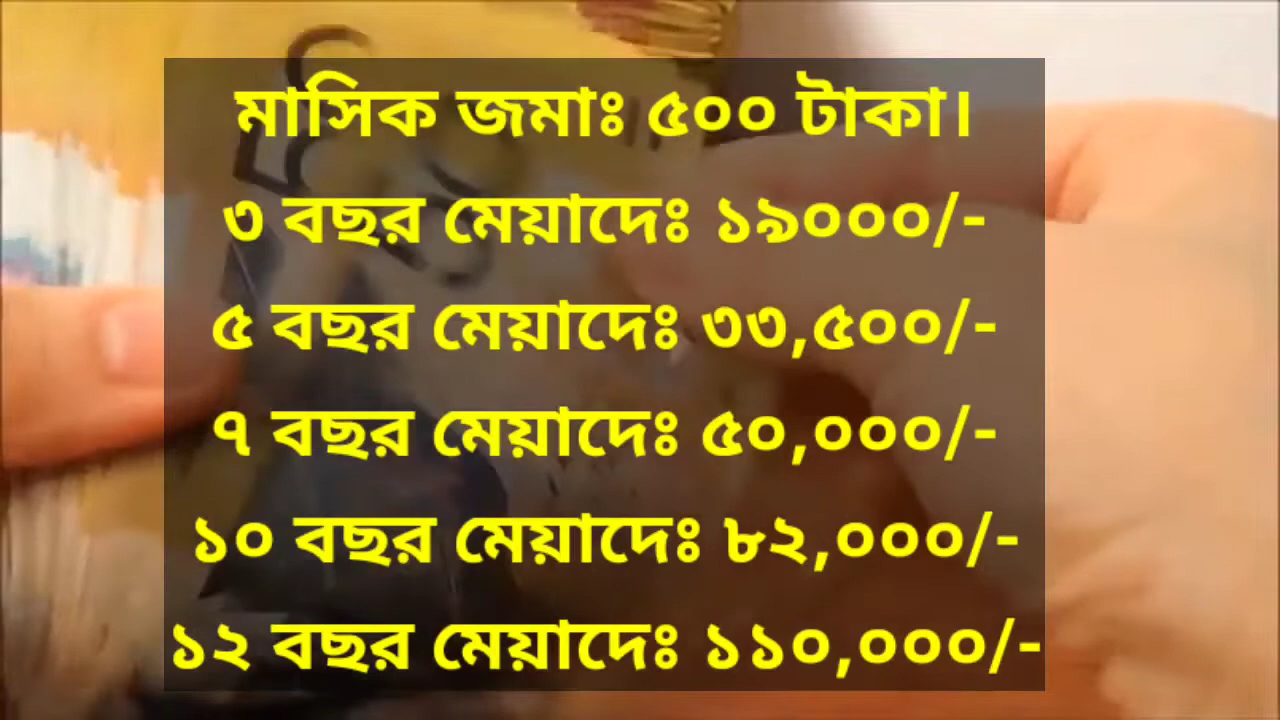 মাসিক জমাঃ ৫০০ টাকা।
৩ বছর মেয়াদেঃ ১৯০০০/-
৫ বছর মেয়াদেঃ ৩৩,৫০০/-
৭ বছর মেয়াদেঃ ৫০,০০০/-
১০ বছর মেয়াদেঃ ৮২,০০০/-
১২ বছর মেয়াদেঃ ১১০,০০০/-